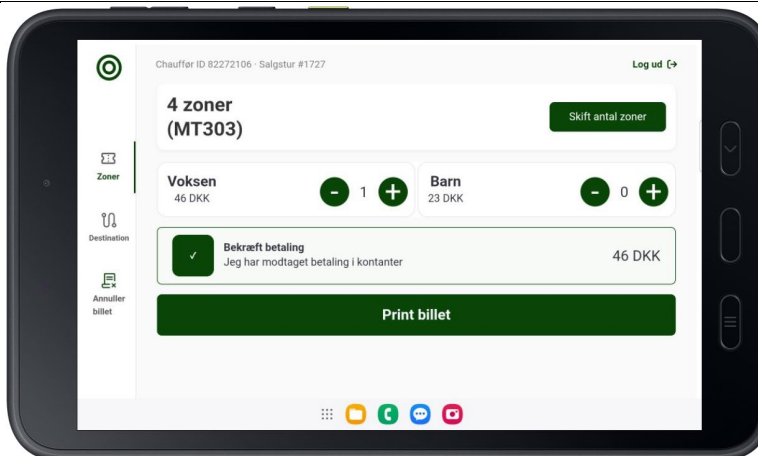 Chauffør ID 82272106 · Salgstur #1727
Log ud
4 zoner
(MT303)
Skift antal zoner
Zoner
Destination
Annuller
billet
Voksen
46 DKK
- 1 +
Barn
23 DKK
- 0 +
Bekræft betaling
Jeg har modtaget betaling i kontanter
46 DKK
Print billet